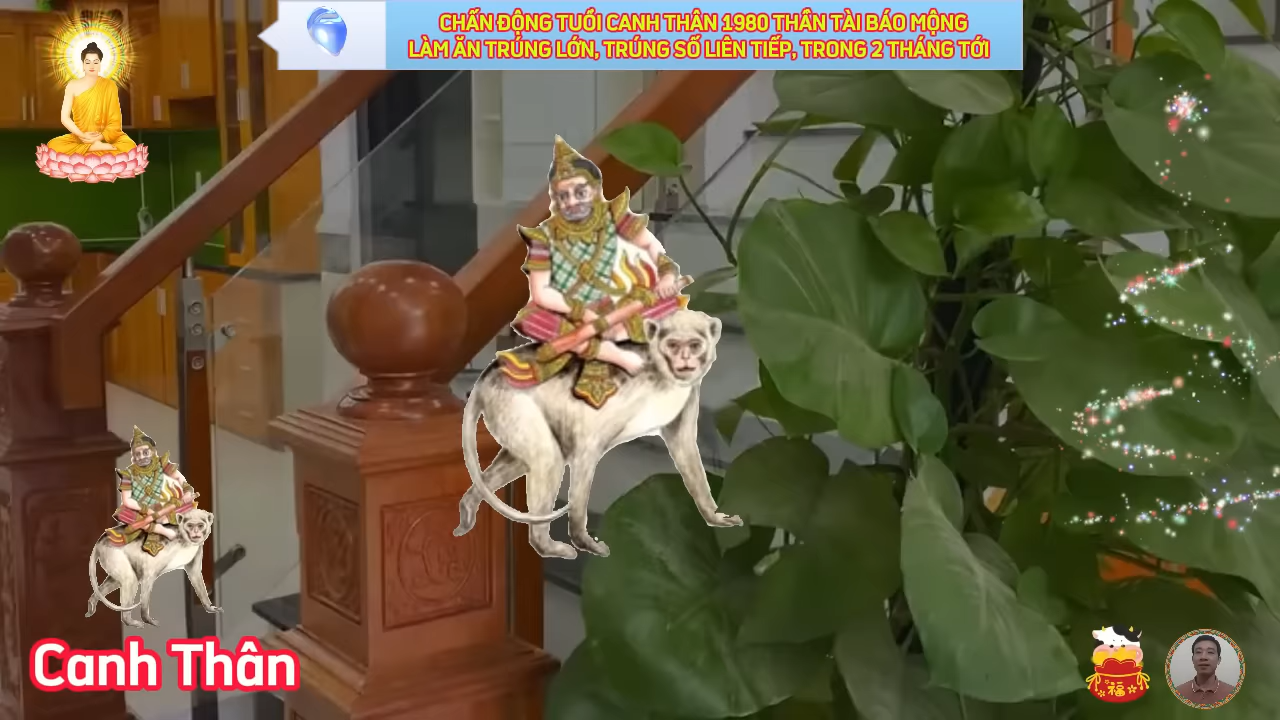 CHẤN ĐỘNG TUỔI CANH THÂN 1980 THẦN TÀI BÁO MỘNG
LÀM ĂN TRÚNG LỚN, TRÚNG SỐ LIÊN TIẾP, TRONG 2 THÁNG TỚI
Canh Thân
福